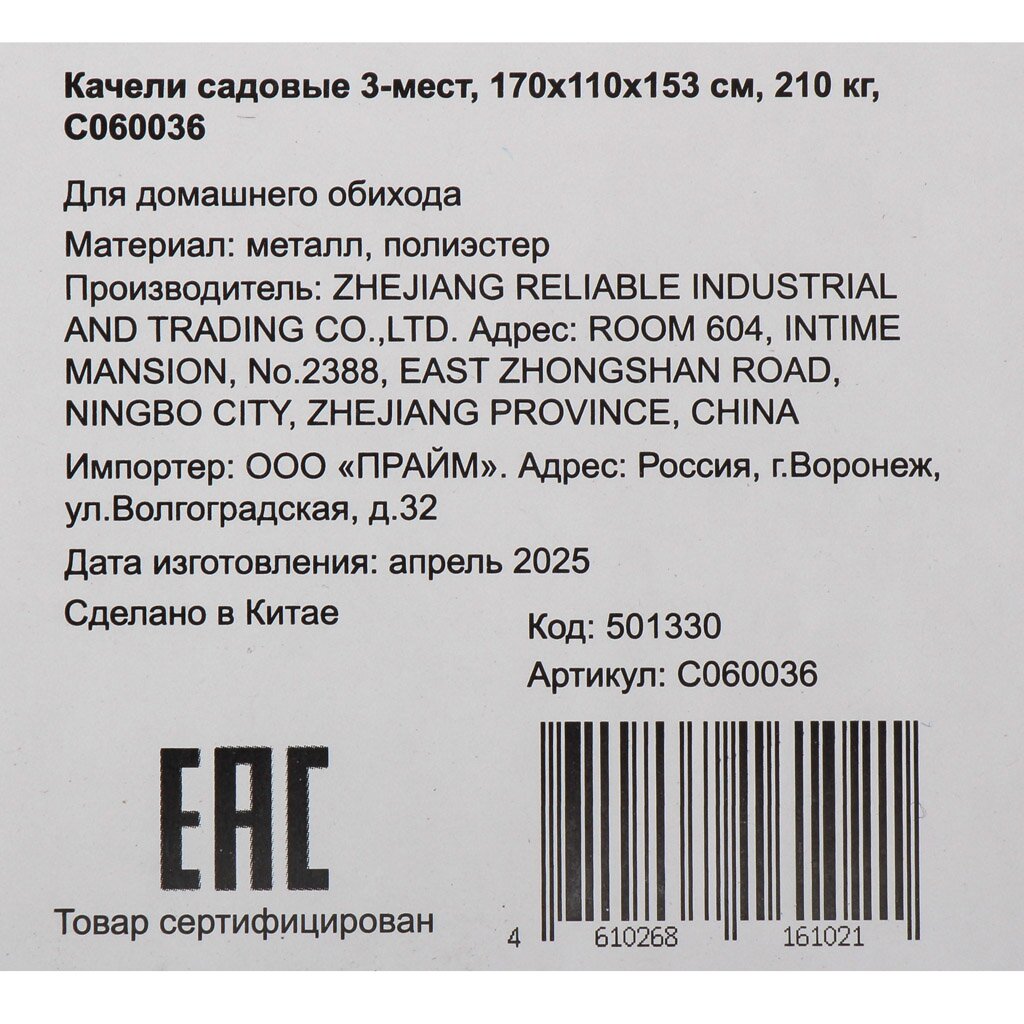 Качели садовые 3-мест, 170х110х153 см, 210 кг,
С060036
Для домашнего обихода
Материал: металл, полиэстер
Производитель: ZHEJIANG RELIABLE INDUSTRIAL
AND TRADING CO.,LTD. Адрес: ROOM 604, INTIME
MANSION, No.2388, EAST ZHONGSHAN ROAD,
NINGBO CITY, ZHEJIANG PROVINCE, CHINA
Импортер: ООО «ПРАЙМ». Адрес: Россия, г.Воронеж,
ул.Волгоградская, д.32
Дата изготовления: апрель 2025
Сделано в Китае
Код: 501330
Артикул: С060036
EAC
Товар сертифицирован
4 610268 161021